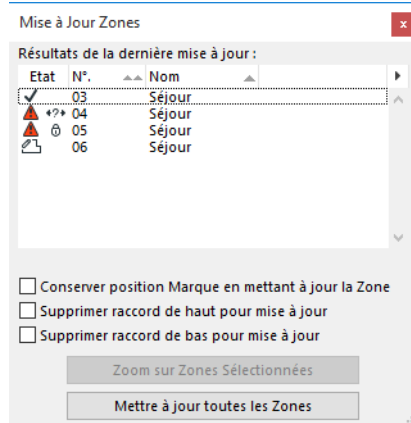 Mise à Jour Zones
x
Résultats de la dernière mise à jour :
Etat N°. Nom
03 Séjour
? 04 Séjour
05 Séjour
06 Séjour
Conserver position Marque en mettant à jour la Zone
Supprimer raccord de haut pour mise à jour
Supprimer raccord de bas pour mise à jour
Zoom sur Zones Sélectionnées
Mettre à jour toutes les Zones